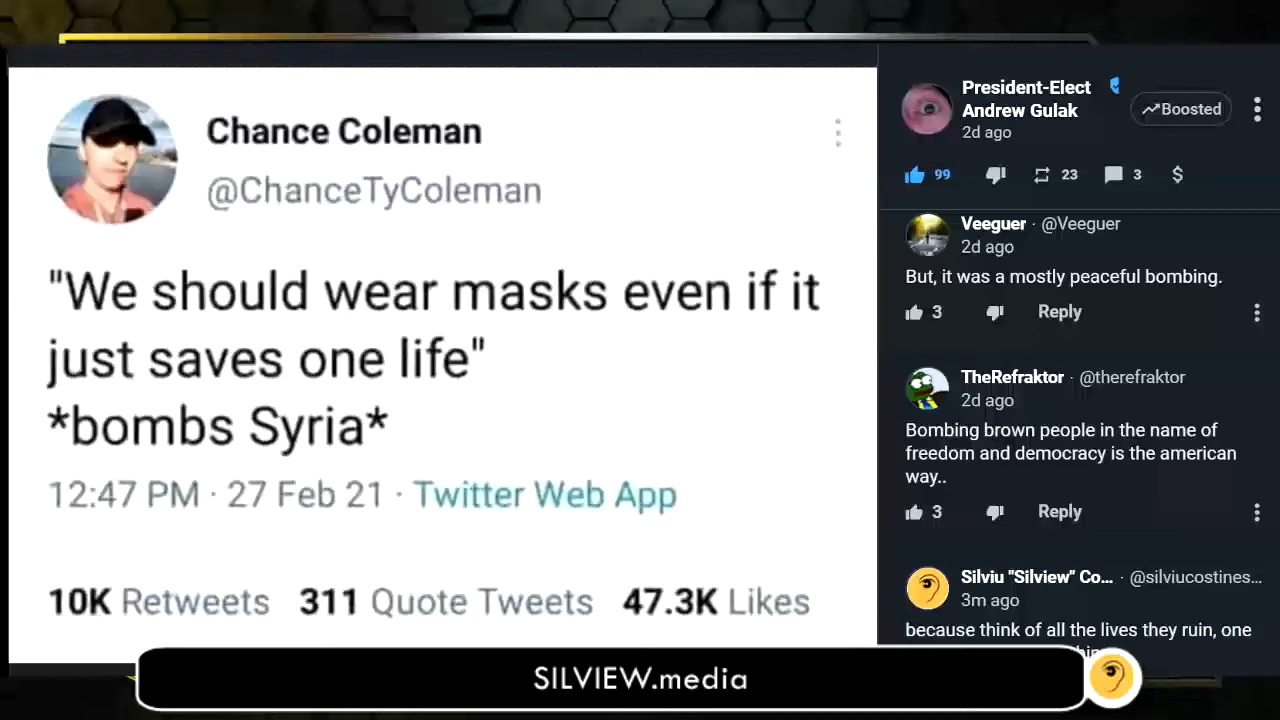 Chance Coleman
@ChanceTyColeman
"We should wear masks even if it
just saves one life"
*bombs Syria*
12:47 PM · 27 Feb 21 · Twitter Web App
10K Retweets 311 Quote Tweets 47.3K Likes
President-Elect
Andrew Gulak
2d ago
Boosted
99 23 3 $
Veeguer · @Veeguer
2d ago
But, it was a mostly peaceful bombing.
3 Reply
TheRefraktor · @therefraktor
2d ago
Bombing brown people in the name of
freedom and democracy is the american
way..
3 Reply
Silviu "Silview" Co... · @silviucostines...
3m ago
because think of all the lives they ruin, one
SILVIEW.media